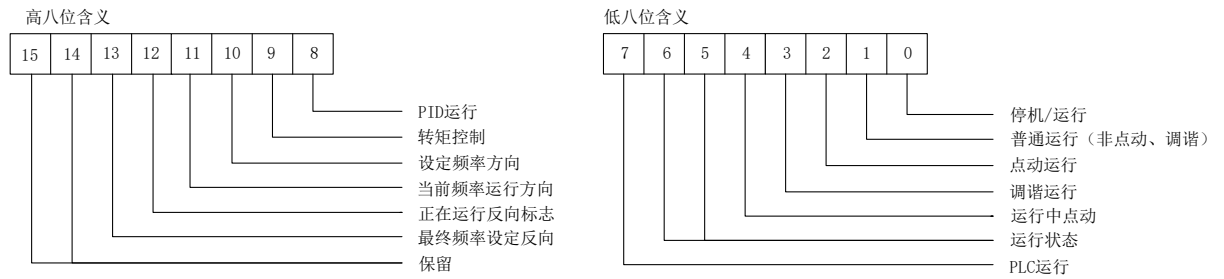 高八位含义
15 14 13 12 11 10 9 8
PID运行
转矩控制
设定频率方向
当前频率运行方向
正在运行反向标志
最终频率设定反向
保留
低八位含义
7 6 5 4 3 2 1 0
停机/运行
普通运行（非点动、调谐）
点动运行
调谐运行
运行中点动
运行状态
PLC运行